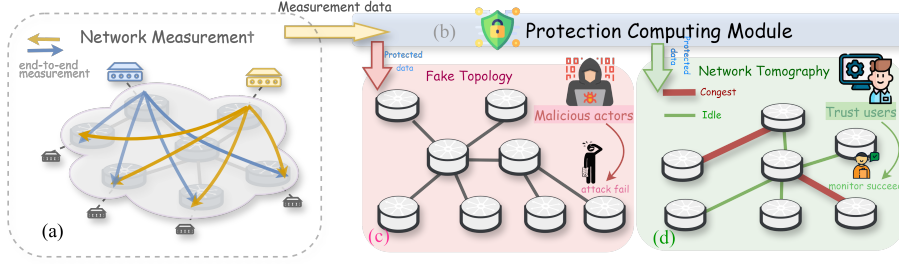 Measurement data
Network Measurement
end-to-end
measurement
(a)
(b)
Protection Computing Module
Protected
data
Fake Topology
Malicious actors
attack fail
(c)
Protected
data
Network Tomography
Congest
Idle
Trust users
monitor succeed
(d)